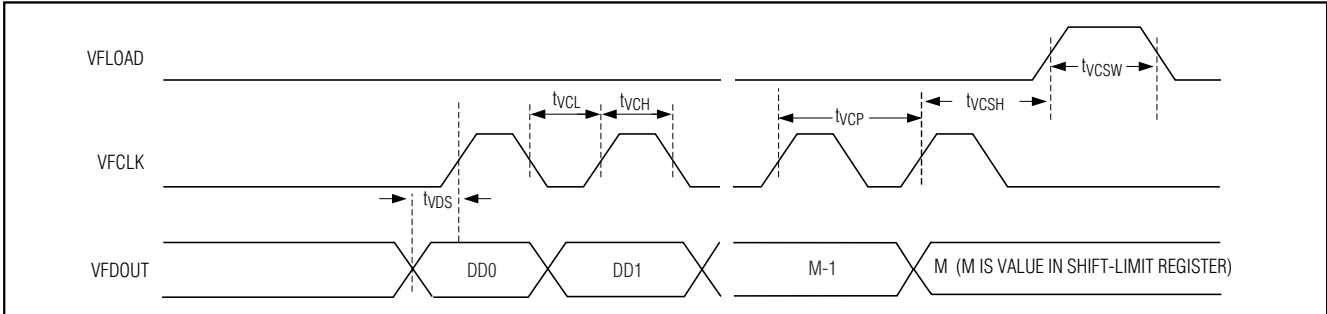 VFLOAD
tVCSW
tVCL
tVCH
tVCP
tVCSH
VFCLK
tVDS
VFDOUT
DD0
DD1
M-1
M (M IS VALUE IN SHIFT-LIMIT REGISTER)